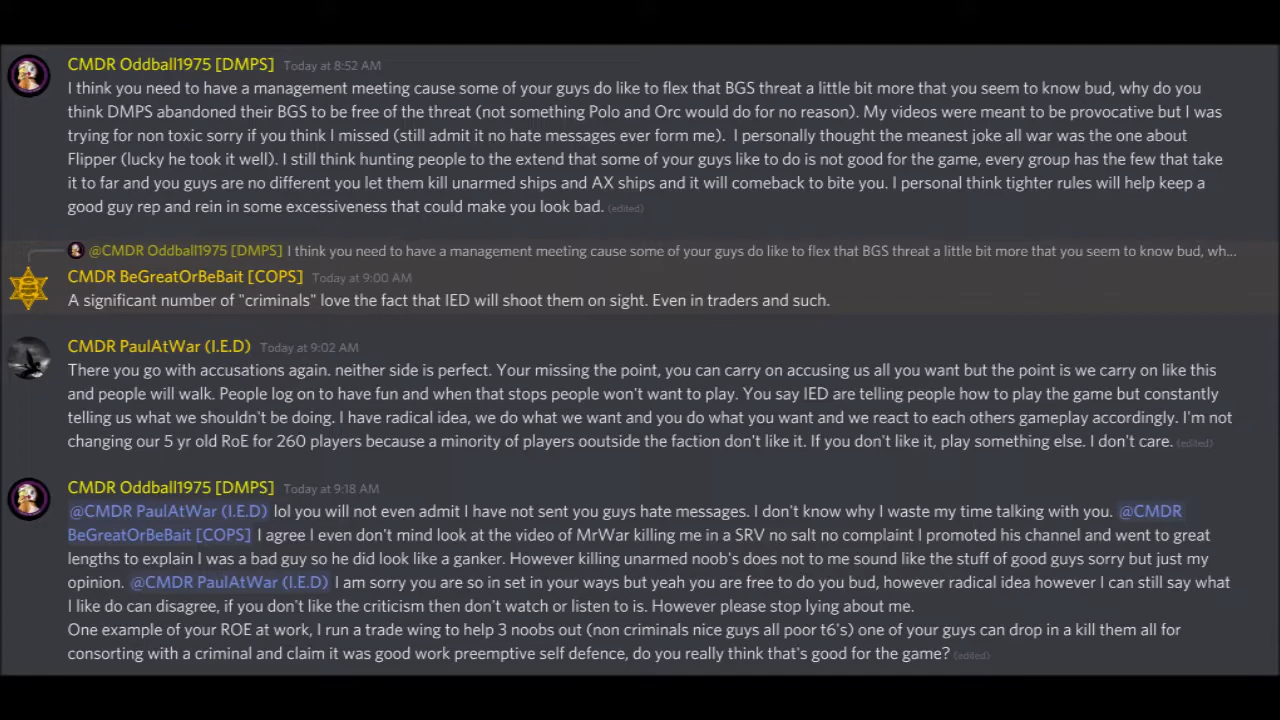 CMDR Oddball1975 [DMPS] Today at 8:52 AM
I think you need to have a management meeting cause some of your guys do like to flex that BGS threat a little bit more that you seem to know bud, why do you
think DMPS abandoned their BGS to be free of the threat (not something Polo and Orc would do for no reason). My videos were meant to be provocative but I was
trying for non toxic sorry if you think I missed (still admit it no hate messages ever form me).  I personally thought the meanest joke all war was the one about
Flipper (lucky he took it well). I still think hunting people to the extend that some of your guys like to do is not good for the game, every group has the few that take
it to far and you guys are no different you let them kill unarmed ships and AX ships and it will comeback to bite you. I personal think tighter rules will help keep a
good guy rep and rein in some excessiveness that could make you look bad. (edited)
@CMDR Oddball1975 [DMPS] I think you need to have a management meeting cause some of your guys do like to flex that BGS threat a little bit more that you seem to know bud, wh...
CMDR BeGreatOrBeBait [COPS] Today at 9:00 AM
A significant number of "criminals" love the fact that IED will shoot them on sight. Even in traders and such.
CMDR PaulAtWar (I.E.D) Today at 9:02 AM
There you go with accusations again. neither side is perfect. Your missing the point, you can carry on accusing us all you want but the point is we carry on like this
and people will walk. People log on to have fun and when that stops people won't want to play. You say IED are telling people how to play the game but constantly
telling us what we shouldn't be doing. I have radical idea, we do what we want and you do what you want and we react to each others gameplay accordingly. I'm not
changing our 5 yr old RoE for 260 players because a minority of players ooutside the faction don't like it. If you don't like it, play something else. I don't care. (edited)
CMDR Oddball1975 [DMPS] Today at 9:18 AM
@CMDR PaulAtWar (I.E.D) lol you will not even admit I have not sent you guys hate messages. I don't know why I waste my time talking with you. @CMDR
BeGreatOrBeBait [COPS] I agree I even don't mind look at the video of MrWar killing me in a SRV no salt no complaint I promoted his channel and went to great
lengths to explain I was a bad guy so he did look like a ganker. However killing unarmed noob's does not to me sound like the stuff of good guys sorry but just my
opinion. @CMDR PaulAtWar (I.E.D) I am sorry you are so in set in your ways but yeah you are free to do you bud, however radical idea however I can still say what
I like do can disagree, if you don't like the criticism then don't watch or listen to is. However please stop lying about me.
One example of your ROE at work, I run a trade wing to help 3 noobs out (non criminals nice guys all poor t6's) one of your guys can drop in a kill them all for
consorting with a criminal and claim it was good work preemptive self defence, do you really think that's good for the game? (edited)